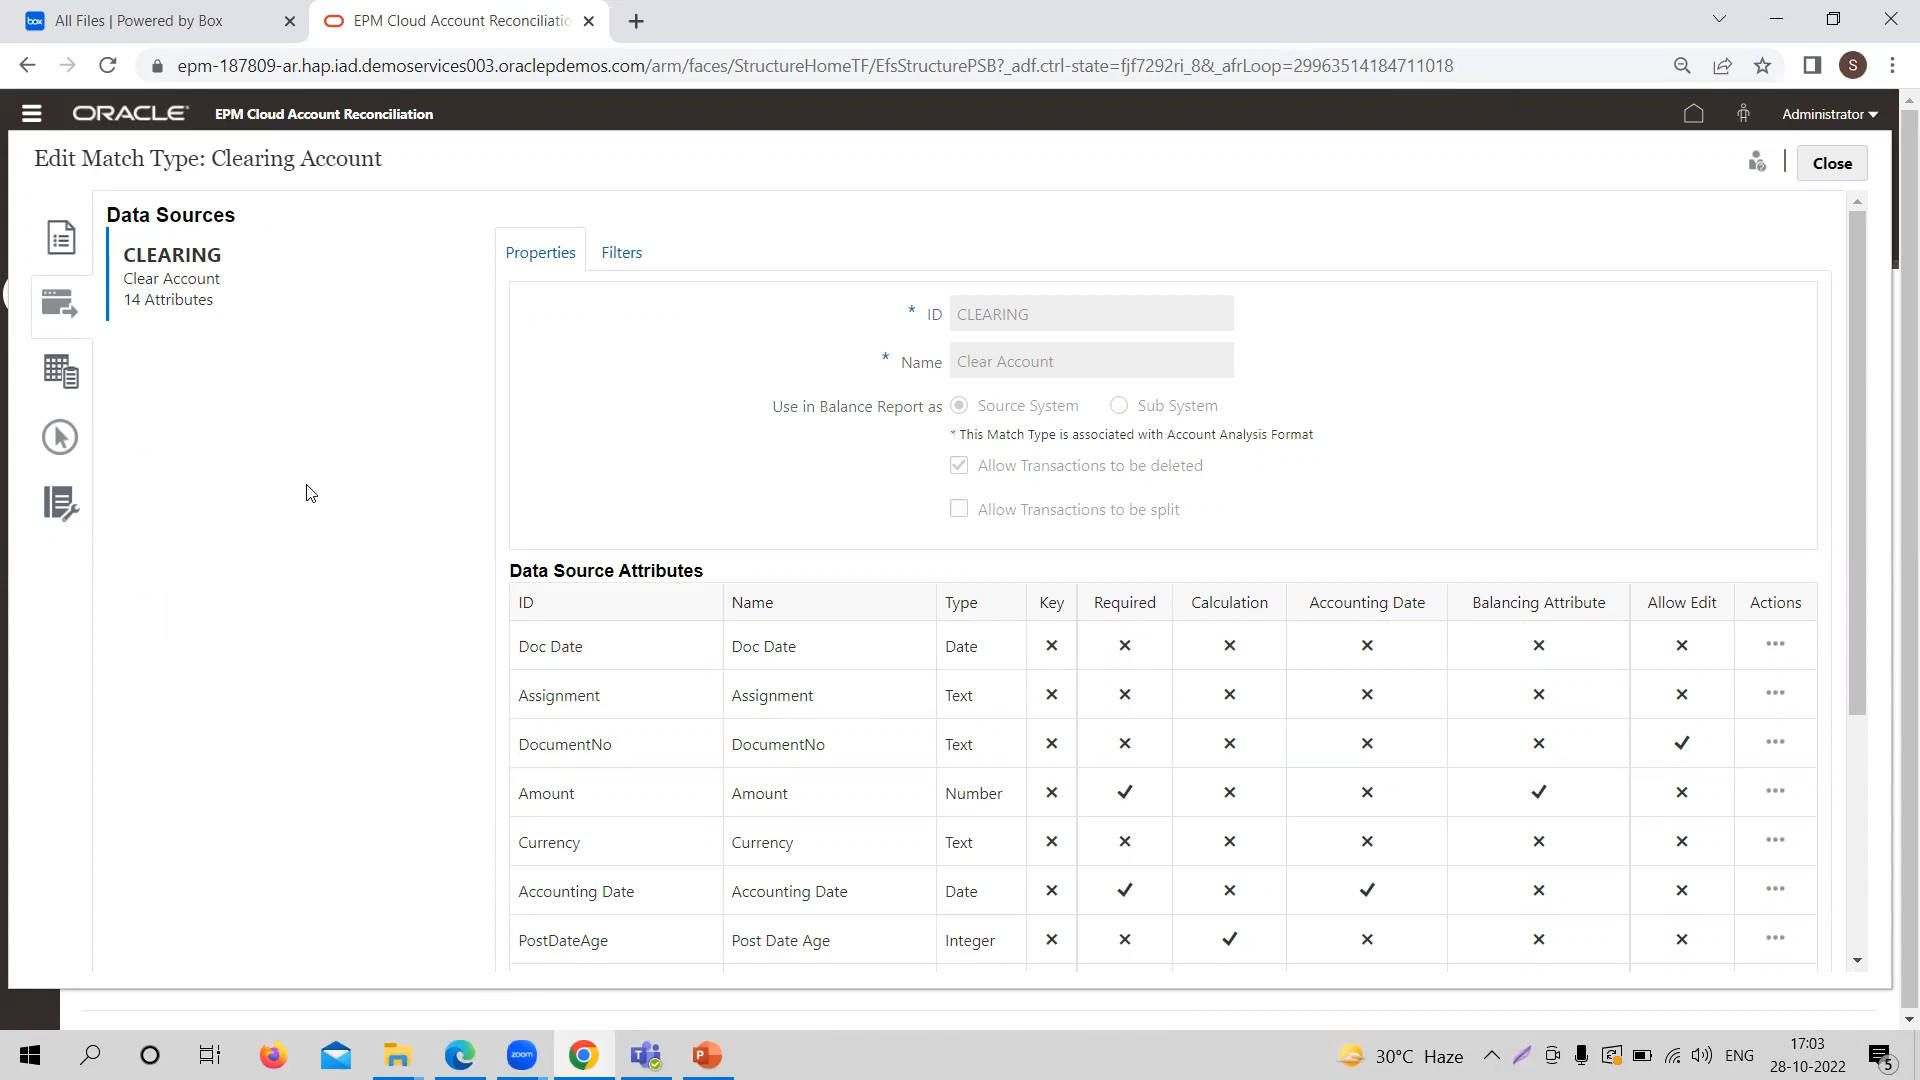 All Files | Powered by Box
EPM Cloud Account Reconciliatio
epm-187809-ar.hap.iad.demoservices003.oraclepdemos.com/arm/faces/StructureHomeTF/EfsStructurePSB?_adf.ctrl-state=fjf7292ri_8&_afrLoop=29963514184711018
S
ORACLE
EPM Cloud Account Reconciliation
Administrator
Edit Match Type: Clearing Account
Close
Data Sources
CLEARING
Clear Account
14 Attributes
Properties Filters
* ID CLEARING
* Name Clear Account
Use in Balance Report as Source System Sub System
* This Match Type is associated with Account Analysis Format
Allow Transactions to be deleted
Allow Transactions to be split
Data Source Attributes
ID Name Type Key Required Calculation Accounting Date Balancing Attribute Allow Edit Actions
Doc Date Doc Date Date
Assignment Assignment Text
DocumentNo DocumentNo Text
Amount Amount Number
Currency Currency Text
Accounting Date Accounting Date Date
PostDateAge Post Date Age Integer
box
zoom
T
P
30°C Haze
ENG
17:03
28-10-2022
5